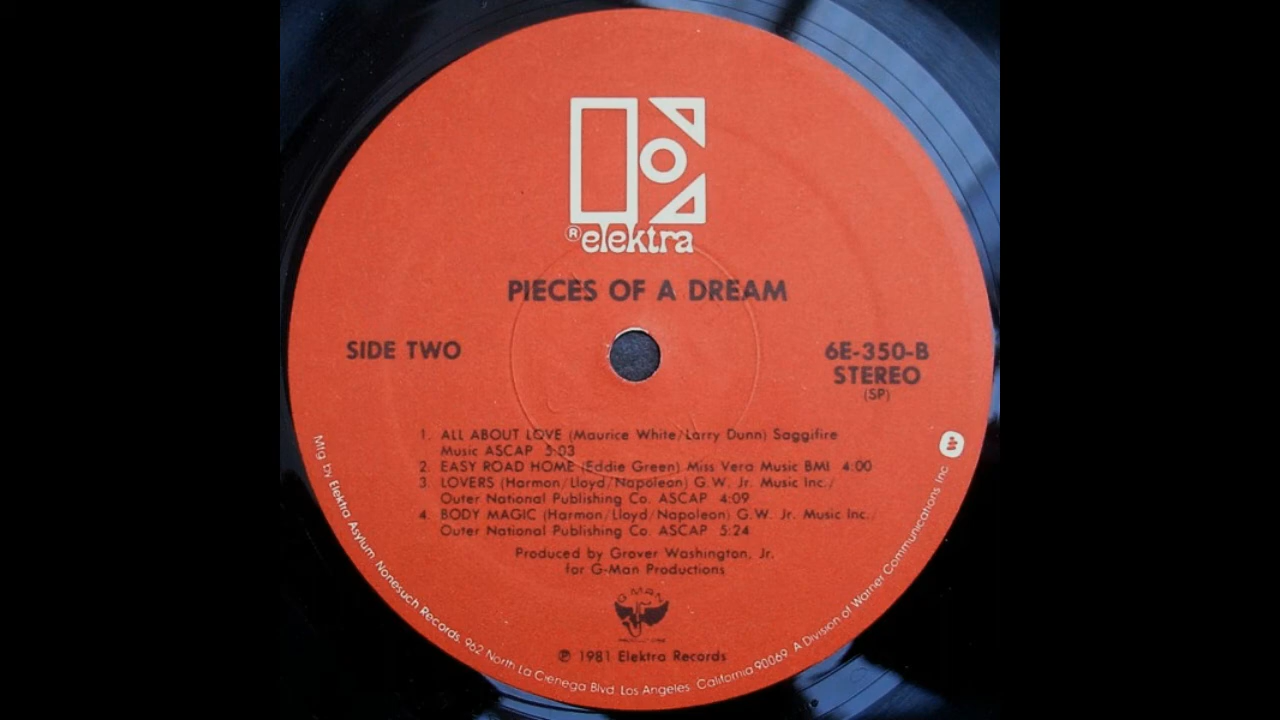 ® elektra
PIECES OF A DREAM
SIDE TWO
6E-350-B
STEREO
(SP)
1. ALL ABOUT LOVE (Maurice White/Larry Dunn) Saggifire
Music ASCAP 5:03
2. EASY ROAD HOME (Eddie Green) Miss Vera Music BMI 4:00
3. LOVERS (Harmon/Lloyd/Napoleon) G.W. Jr. Music Inc./
Outer National Publishing Co. ASCAP 4:09
4. BODY MAGIC (Harmon/Lloyd/Napoleon) G.W. Jr. Music Inc./
Outer National Publishing Co. ASCAP 5:24
Produced by Grover Washington, Jr.
for G-Man Productions
G-MAN
PRODUCTIONS
℗ 1981 Elektra Records
Mfg by Elektra Asylum Nonesuch Records, 962 North La Cienega Blvd. Los Angeles, California 90069. A Division of Warner Communications Inc.